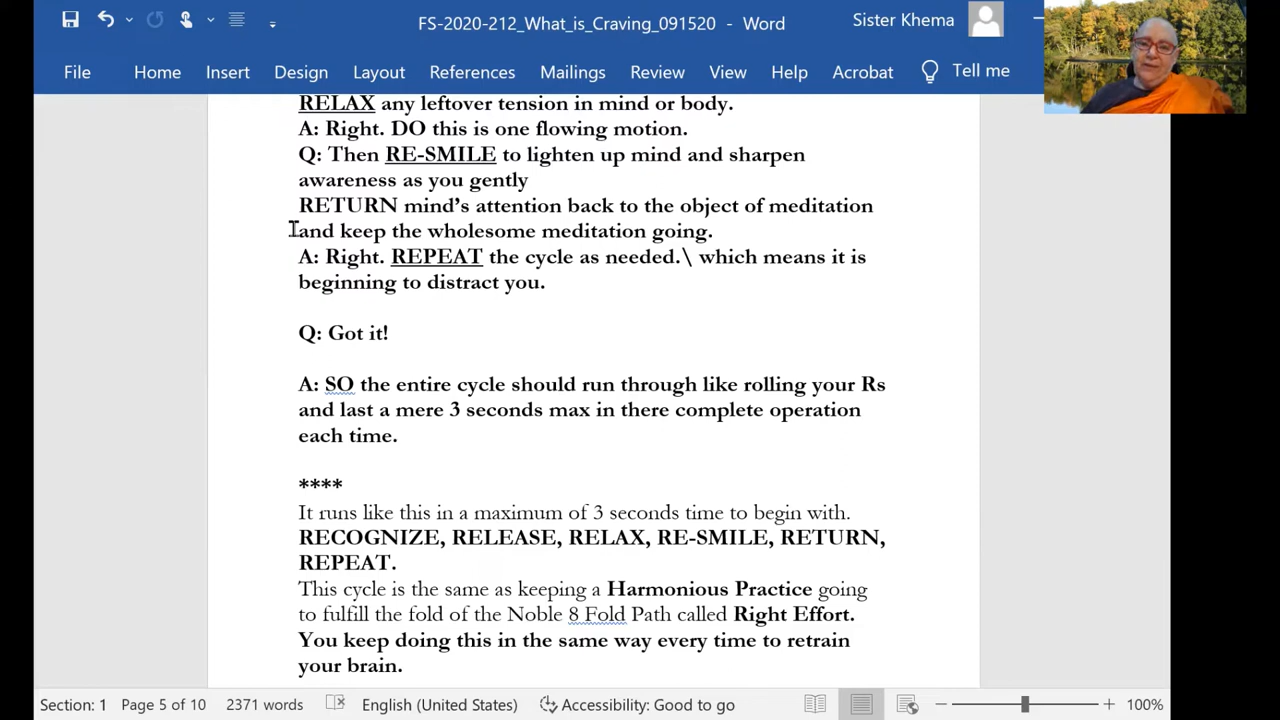 FS-2020-212_What_is_Craving_091520 - Word
Sister Khema
File Home Insert Design Layout References Mailings Review View Help Acrobat Tell me
RELAX any leftover tension in mind or body.
A: Right. DO this is one flowing motion.
Q: Then RE-SMILE to lighten up mind and sharpen
awareness as you gently
RETURN mind’s attention back to the object of meditation
and keep the wholesome meditation going.
A: Right. REPEAT the cycle as needed.\ which means it is
beginning to distract you.
Q: Got it!
A: SO the entire cycle should run through like rolling your Rs
and last a mere 3 seconds max in there complete operation
each time.
****
It runs like this in a maximum of 3 seconds time to begin with.
RECOGNIZE, RELEASE, RELAX, RE-SMILE, RETURN,
REPEAT.
This cycle is the same as keeping a Harmonious Practice going
to fulfill the fold of the Noble 8 Fold Path called Right Effort.
You keep doing this in the same way every time to retrain
your brain.
Section: 1 Page 5 of 10 2371 words English (United States) Accessibility: Good to go 100%